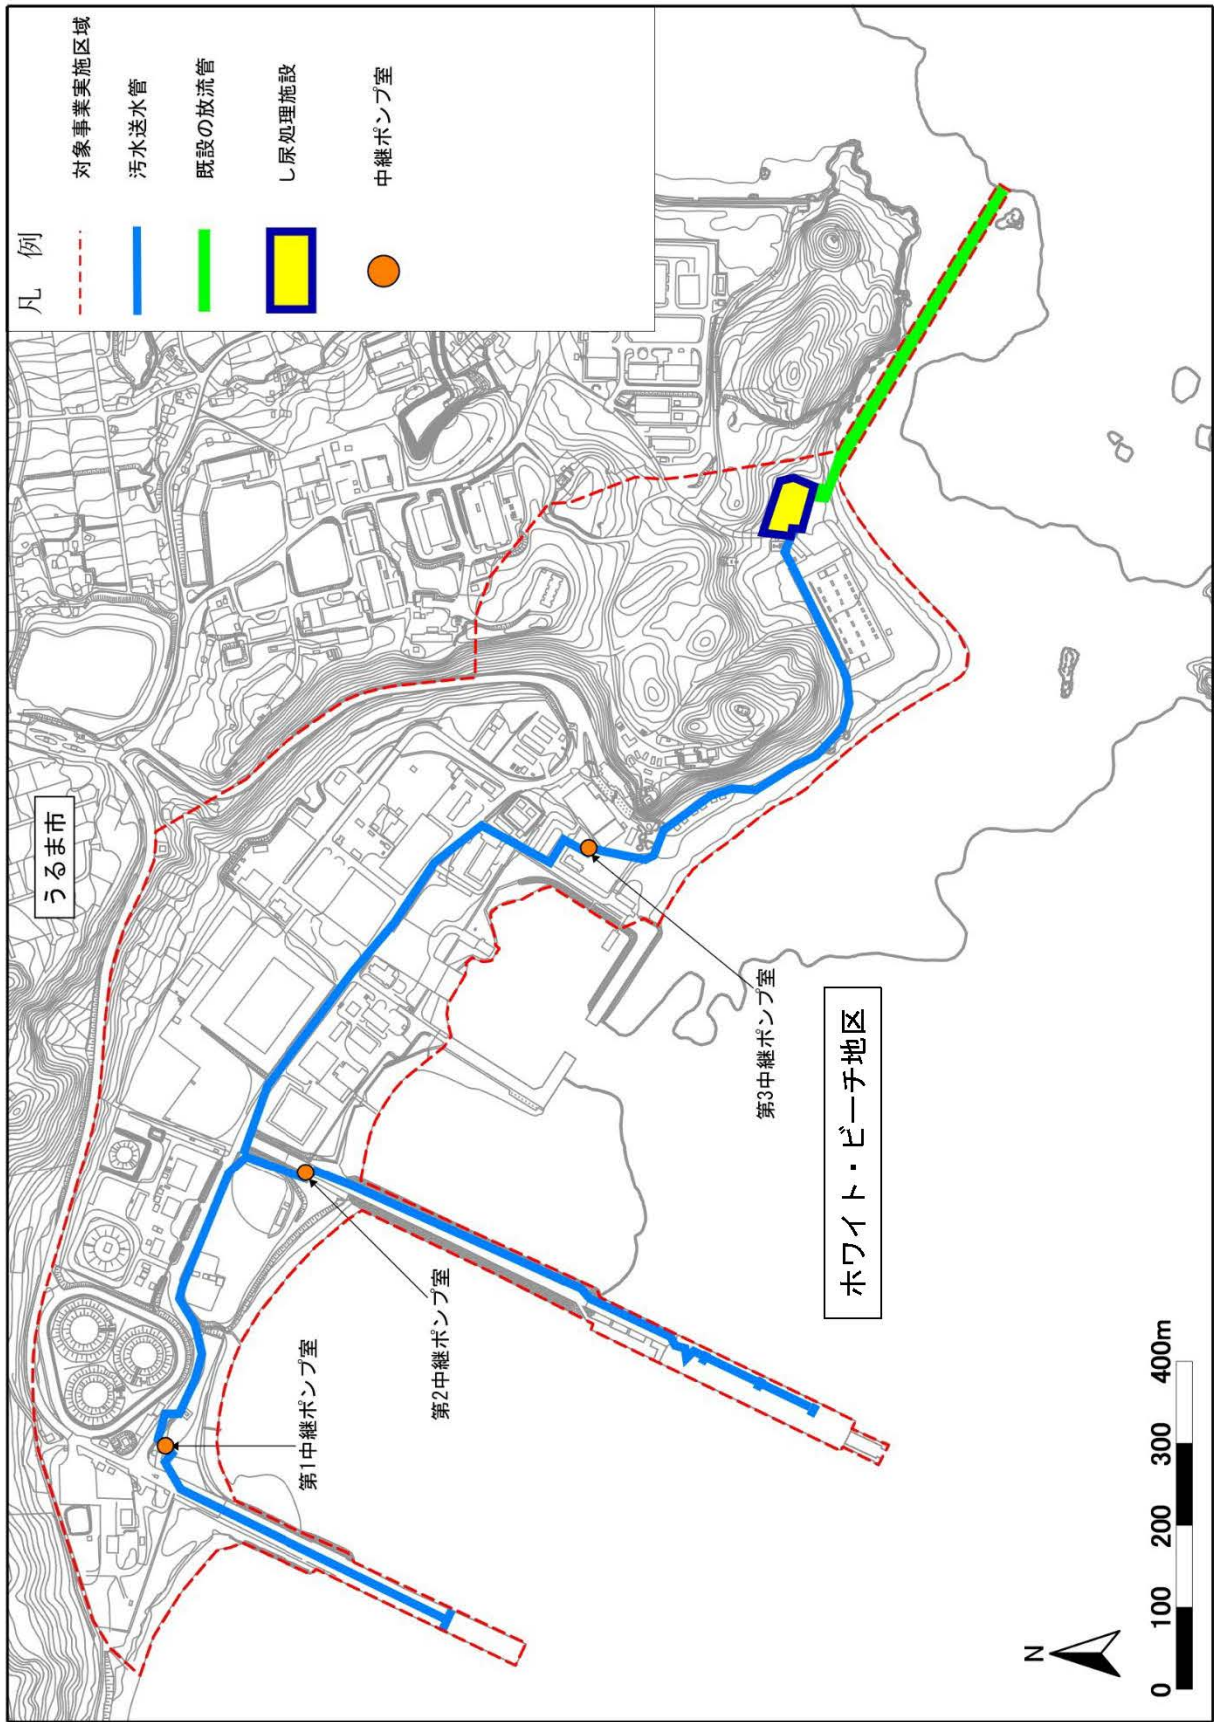 凡 例
対象事業実施区域
汚水送水管
既設の放流管
し尿処理施設
中継ポンプ室
うるま市
第1中継ポンプ室
第2中継ポンプ室
第3中継ポンプ室
ホワイト・ビーチ地区
N
0 100 200 300 400m